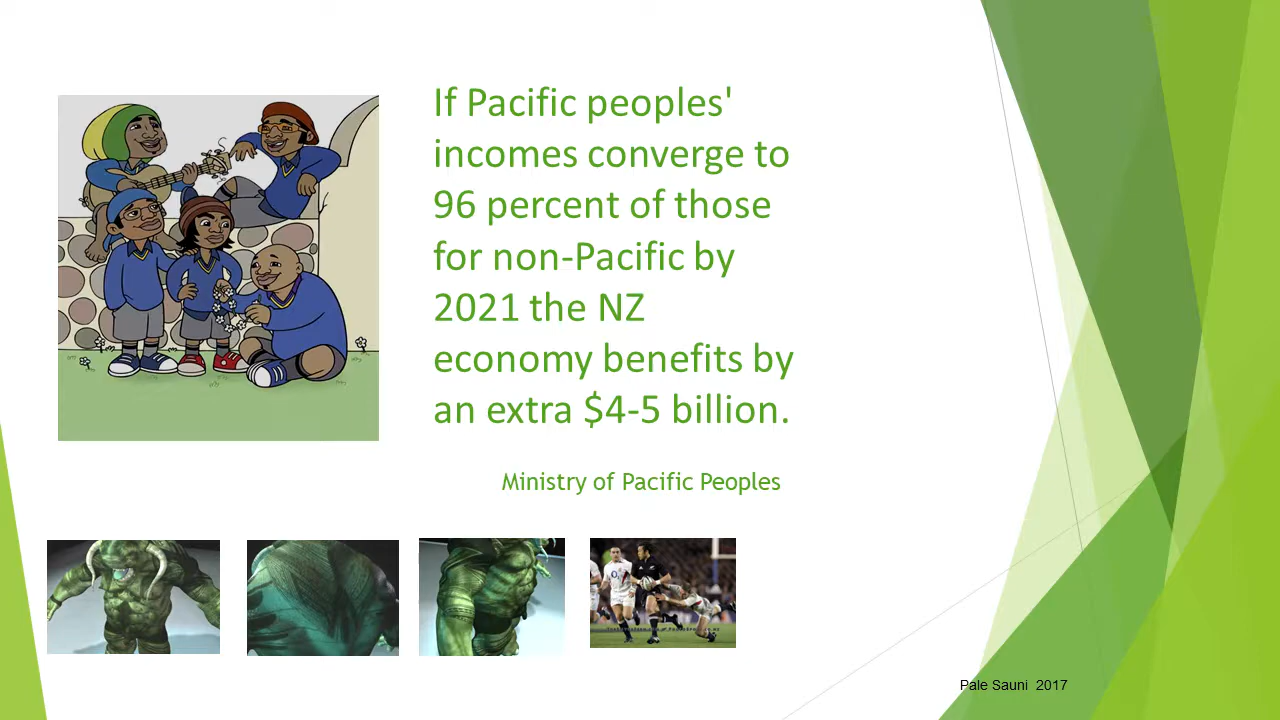 If Pacific peoples'
incomes converge to
96 percent of those
for non-Pacific by
2021 the NZ
economy benefits by
an extra $4-5 billion.
Ministry of Pacific Peoples
Pale Sauni 2017